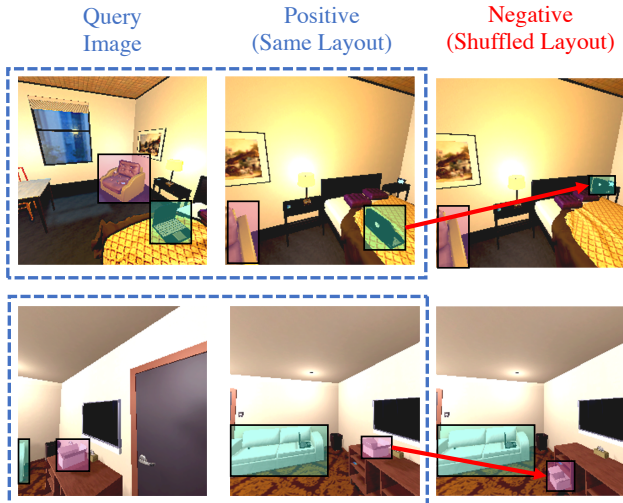 Query
Image
Positive
(Same Layout)
Negative
(Shuffled Layout)